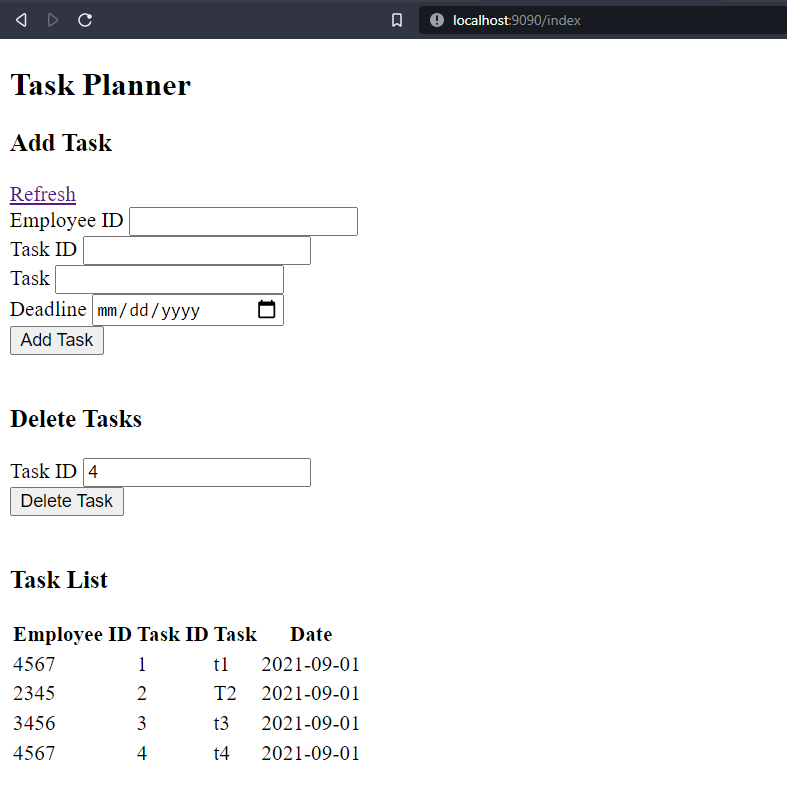 localhost:9090/index
Task Planner
Add Task
Refresh
Employee ID
Task ID
Task
Deadline mm/dd/yyyy
Add Task
Delete Tasks
Task ID 4
Delete Task
Task List
Employee ID Task ID Task Date
4567 1 t1 2021-09-01
2345 2 T2 2021-09-01
3456 3 t3 2021-09-01
4567 4 t4 2021-09-01